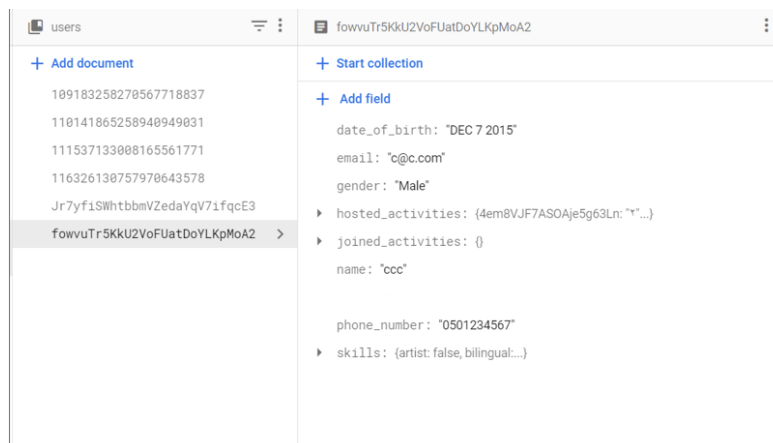 users
Add document
109183258270567718837
110141865258940949031
111537133008165561771
116326130757970643578
Jr7yfiSWhtbbmVZedaYqV7ifqcE3
fowvuTr5KkU2VoFUatDoYLKpMoA2
fowvuTr5KkU2VoFUatDoYLKpMoA2
Start collection
Add field
date_of_birth: "DEC 7 2015"
email: "c@c.com"
gender: "Male"
hosted_activities: {4em8VJF7ASOAje5g63Ln: "٢"...}
joined_activities: {}
name: "ccc"
phone_number: "0501234567"
skills: {artist: false, bilingual:...}